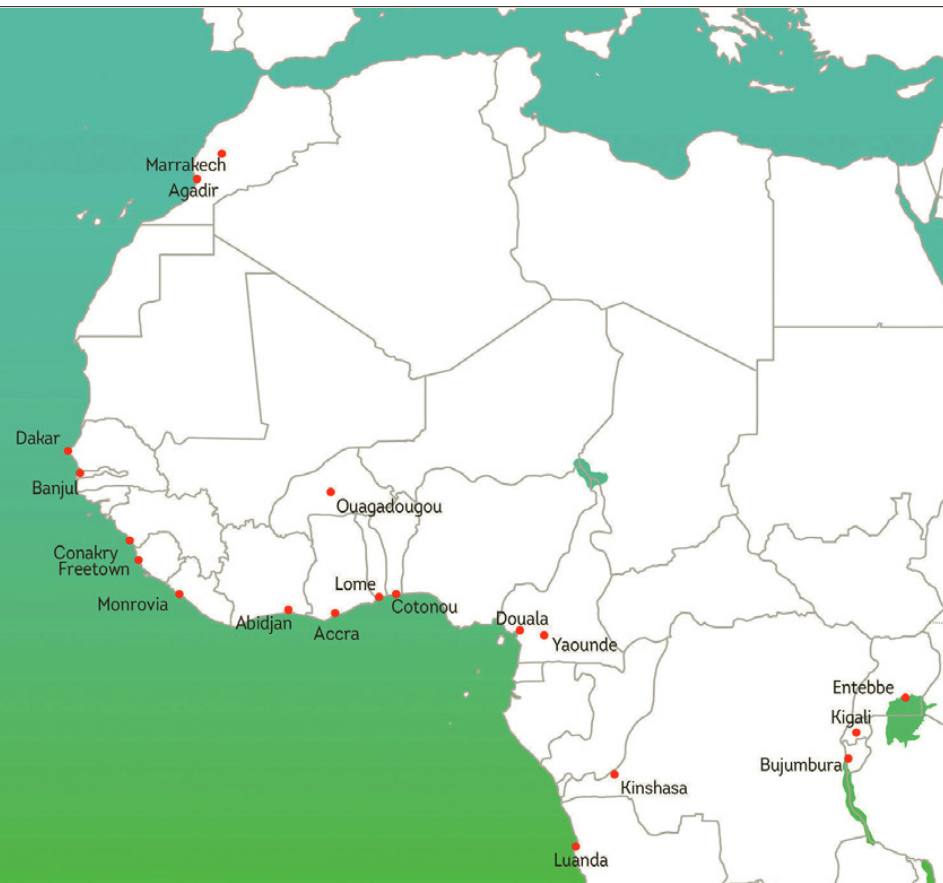 Marrakech
Agadir
Dakar
Banjul
Ouagadougou
Conakry
Freetown
Monrovia
Abidjan
Accra
Lome
Cotonou
Douala
Yaounde
Entebbe
Kigali
Bujumbura
Kinshasa
Luanda